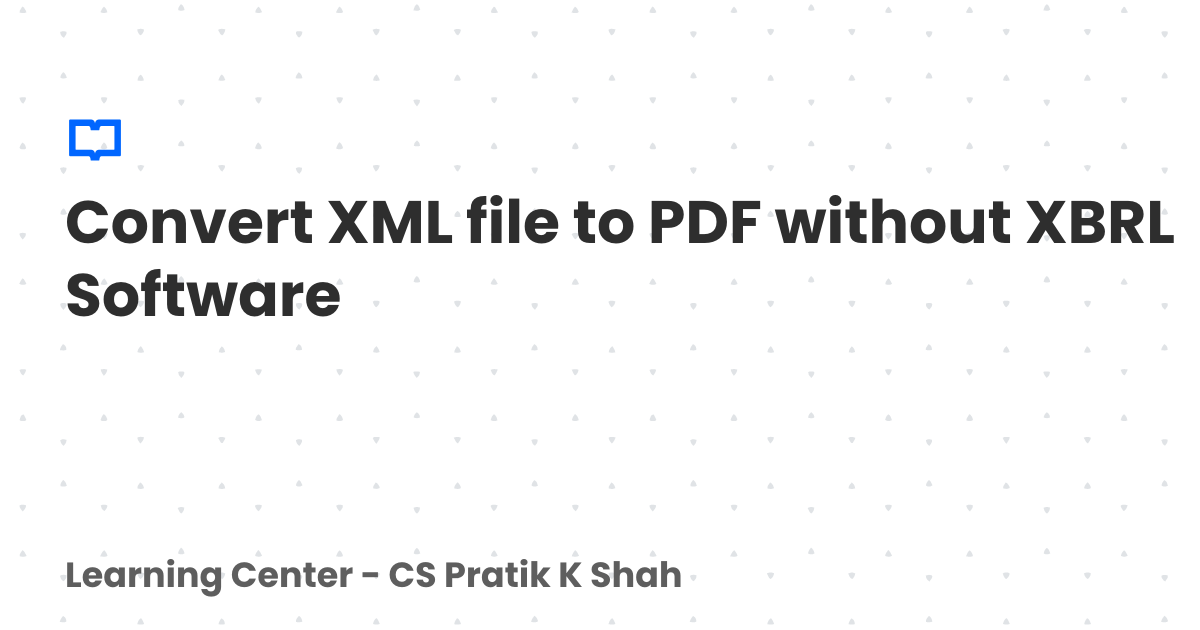 Convert XML file to PDF without XBRL
Software
Learning Center - CS Pratik K Shah